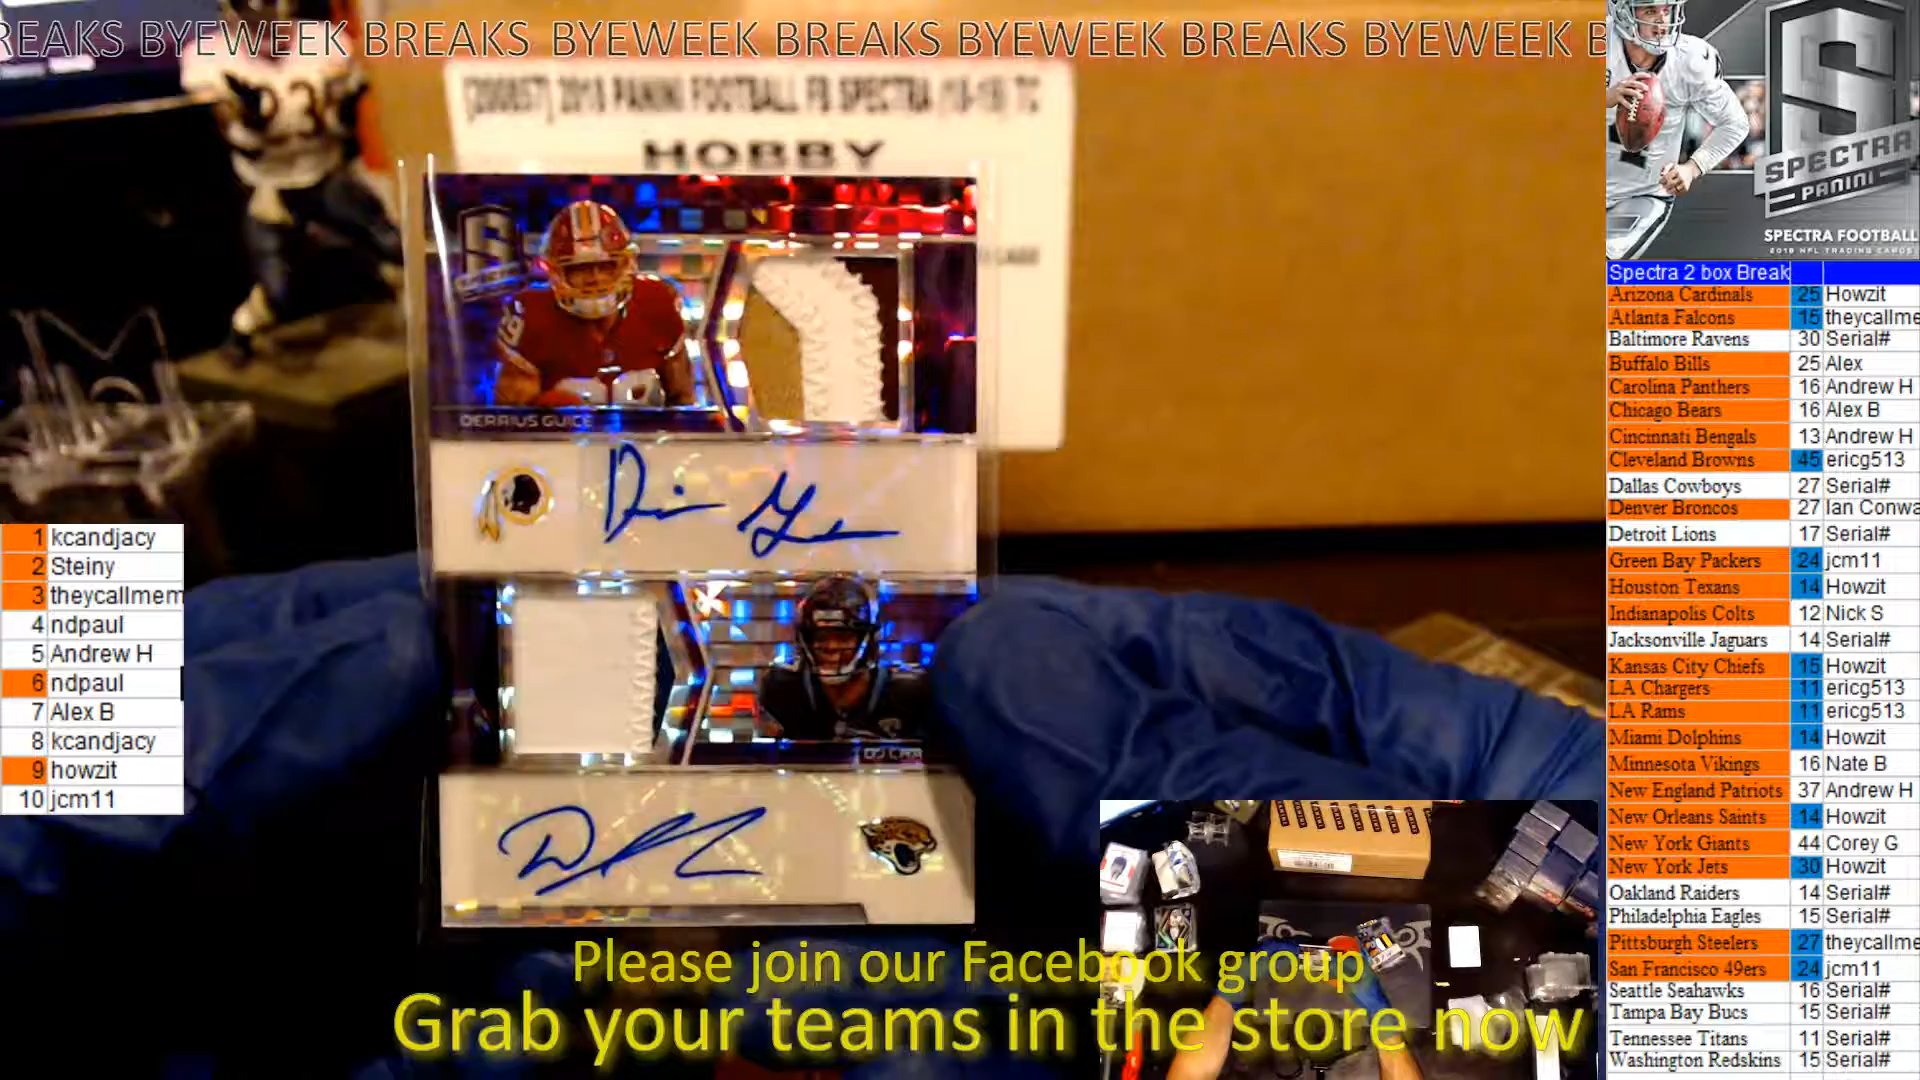 REAKS BYEWEEK BREAKS BYEWEEK BREAKS BYEWEEK BREAKS BYEWEEK B
2018 PANINI FOOTBALL FB SPECTRA
HOBBY
DERRIUS GUICE
SPECTRA
PANINI
SPECTRA FOOTBALL
2018 NFL TRADING CARDS
1 kcandjacy
2 Steiny
3 theycallmem
4 ndpaul
5 Andrew H
6 ndpaul
7 Alex B
8 kcandjacy
9 howzit
10 jcm11
Spectra 2 box Break
Arizona Cardinals 25 Howzit
Atlanta Falcons 15 theycallme
Baltimore Ravens 30 Serial#
Buffalo Bills 25 Alex
Carolina Panthers 16 Andrew H
Chicago Bears 16 Alex B
Cincinnati Bengals 13 Andrew H
Cleveland Browns 45 ericg513
Dallas Cowboys 27 Serial#
Denver Broncos 27 Ian Conwa
Detroit Lions 17 Serial#
Green Bay Packers 24 jcm11
Houston Texans 14 Howzit
Indianapolis Colts 12 Nick S
Jacksonville Jaguars 14 Serial#
Kansas City Chiefs 15 Howzit
LA Chargers 11 ericg513
LA Rams 11 ericg513
Miami Dolphins 14 Howzit
Minnesota Vikings 16 Nate B
New England Patriots 37 Andrew H
New Orleans Saints 14 Howzit
New York Giants 44 Corey G
New York Jets 30 Howzit
Oakland Raiders 14 Serial#
Philadelphia Eagles 15 Serial#
Pittsburgh Steelers 27 theycallme
San Francisco 49ers 24 jcm11
Seattle Seahawks 16 Serial#
Tampa Bay Bucs 15 Serial#
Tennessee Titans 11 Serial#
Washington Redskins 15 Serial#
Please join our Facebook group
Grab your teams in the store now